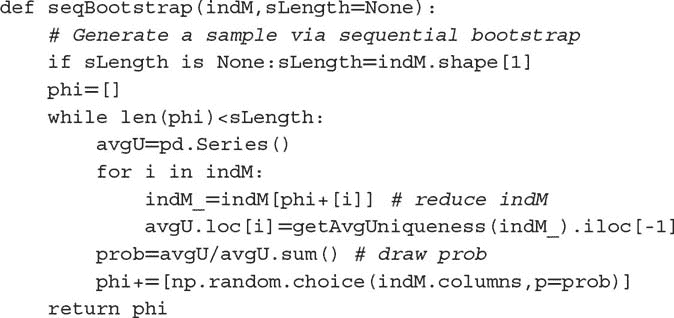 def seqBootstrap(indM,sLength=None):
    # Generate a sample via sequential bootstrap
    if sLength is None:sLength=indM.shape[1]
    phi=[]
    while len(phi)<sLength:
        avgU=pd.Series()
        for i in indM:
            indM_=indM[phi+[i]] # reduce indM
            avgU.loc[i]=getAvgUniqueness(indM_).iloc[-1]
        prob=avgU/avgU.sum() # draw prob
        phi+=[np.random.choice(indM.columns,p=prob)]
    return phi